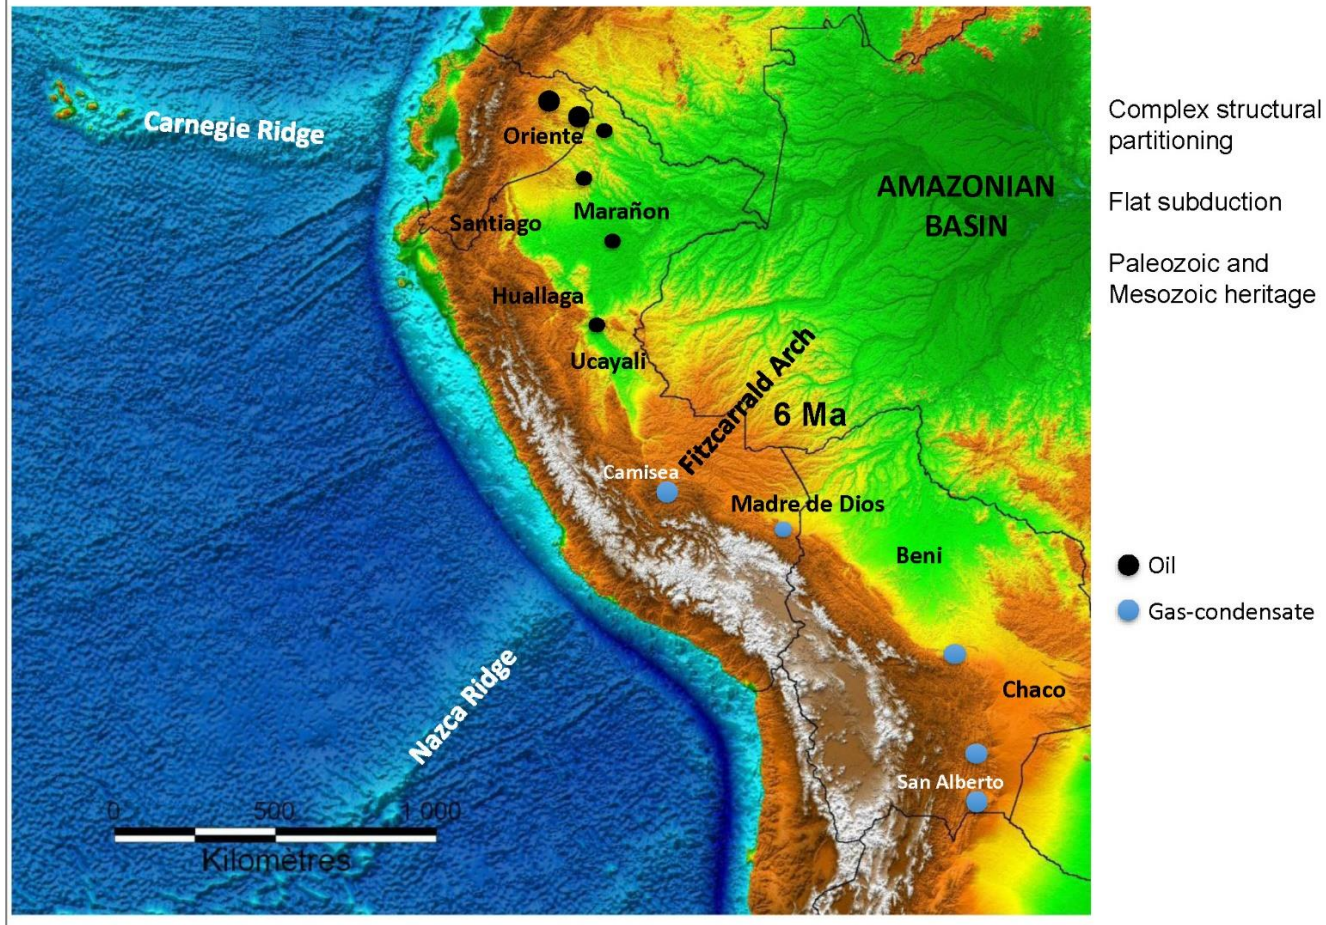 Carnegie Ridge
Oriente
Santiago
Marañon
AMAZONIAN
BASIN
Huallaga
Ucayali
Fitzcarrald Arch
6 Ma
Camisea
Madre de Dios
Beni
Nazca Ridge
Chaco
San Alberto
0 500 1 000
Kilomètres
Complex structural
partitioning
Flat subduction
Paleozoic and
Mesozoic heritage
Oil
Gas-condensate